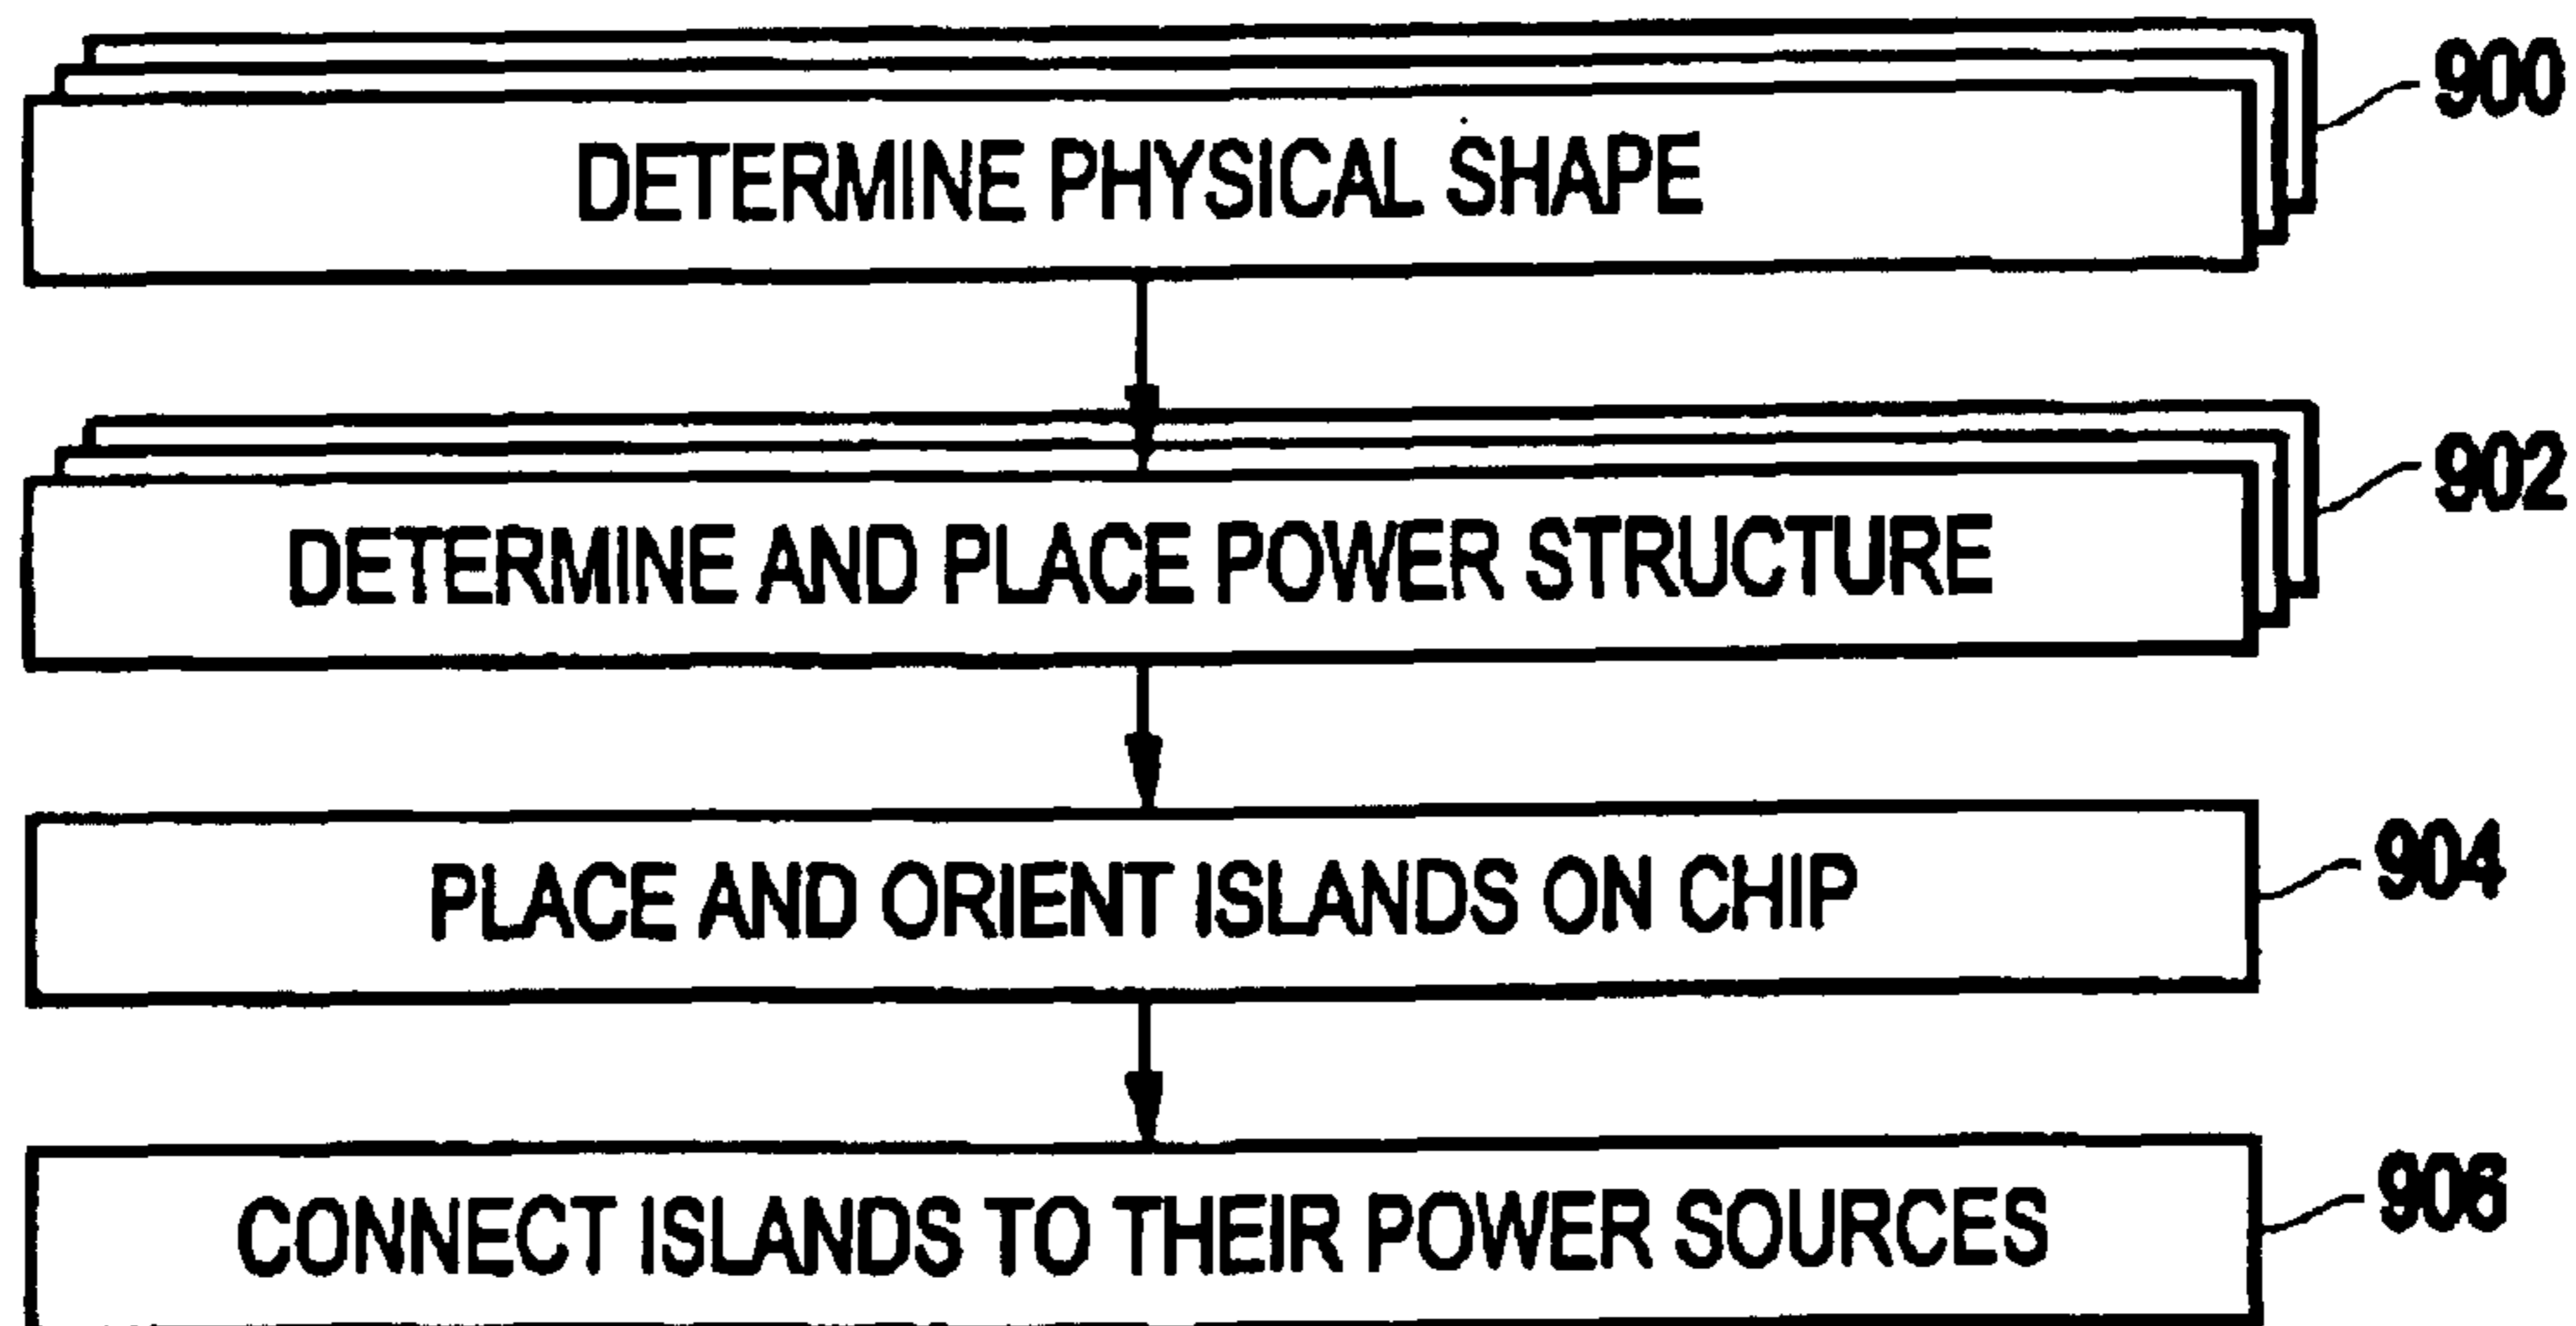 DETERMINE PHYSICAL SHAPE
900
DETERMINE AND PLACE POWER STRUCTURE
902
PLACE AND ORIENT ISLANDS ON CHIP
904
CONNECT ISLANDS TO THEIR POWER SOURCES
906